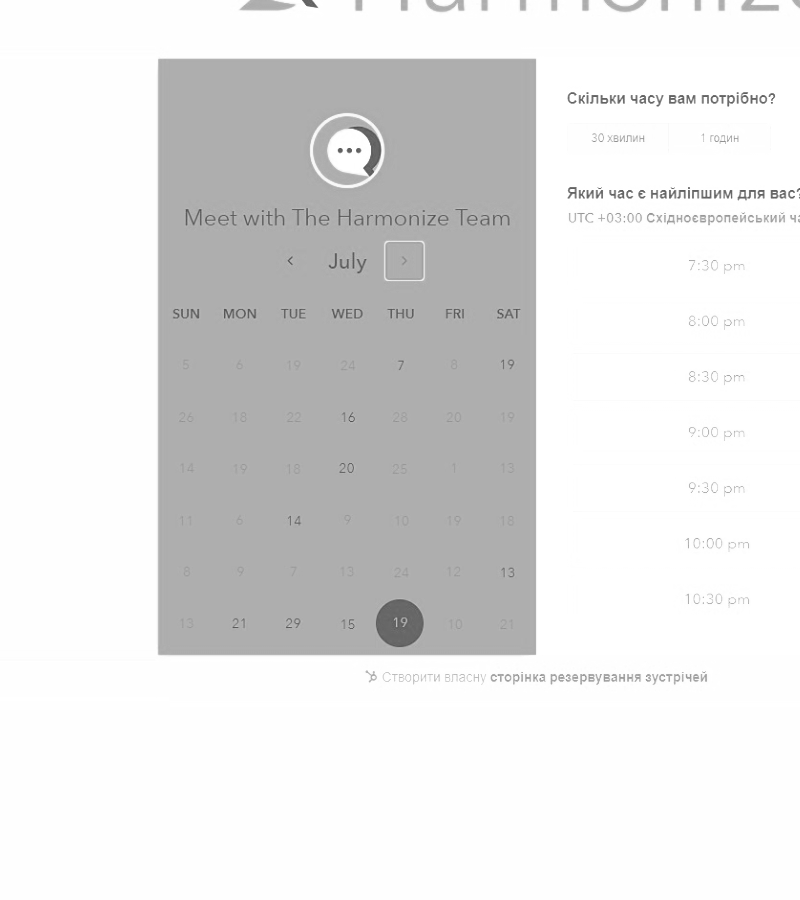 Harmonize
Meet with The Harmonize Team
July
SUN MON TUE WED THU FRI SAT
5 6 19 24 7 8 19
26 18 22 16 28 20 19
14 19 18 20 25 1 13
11 6 14 9 10 19 18
8 9 7 13 24 12 13
13 21 29 15 19 10 21
Скільки часу вам потрібно?
30 хвилин 1 годин
Який час є найліпшим для вас?
UTC +03:00 Східноєвропейський
7:30 pm
8:00 pm
8:30 pm
9:00 pm
9:30 pm
10:00 pm
10:30 pm
Створити власну сторінка резервування зустрічей